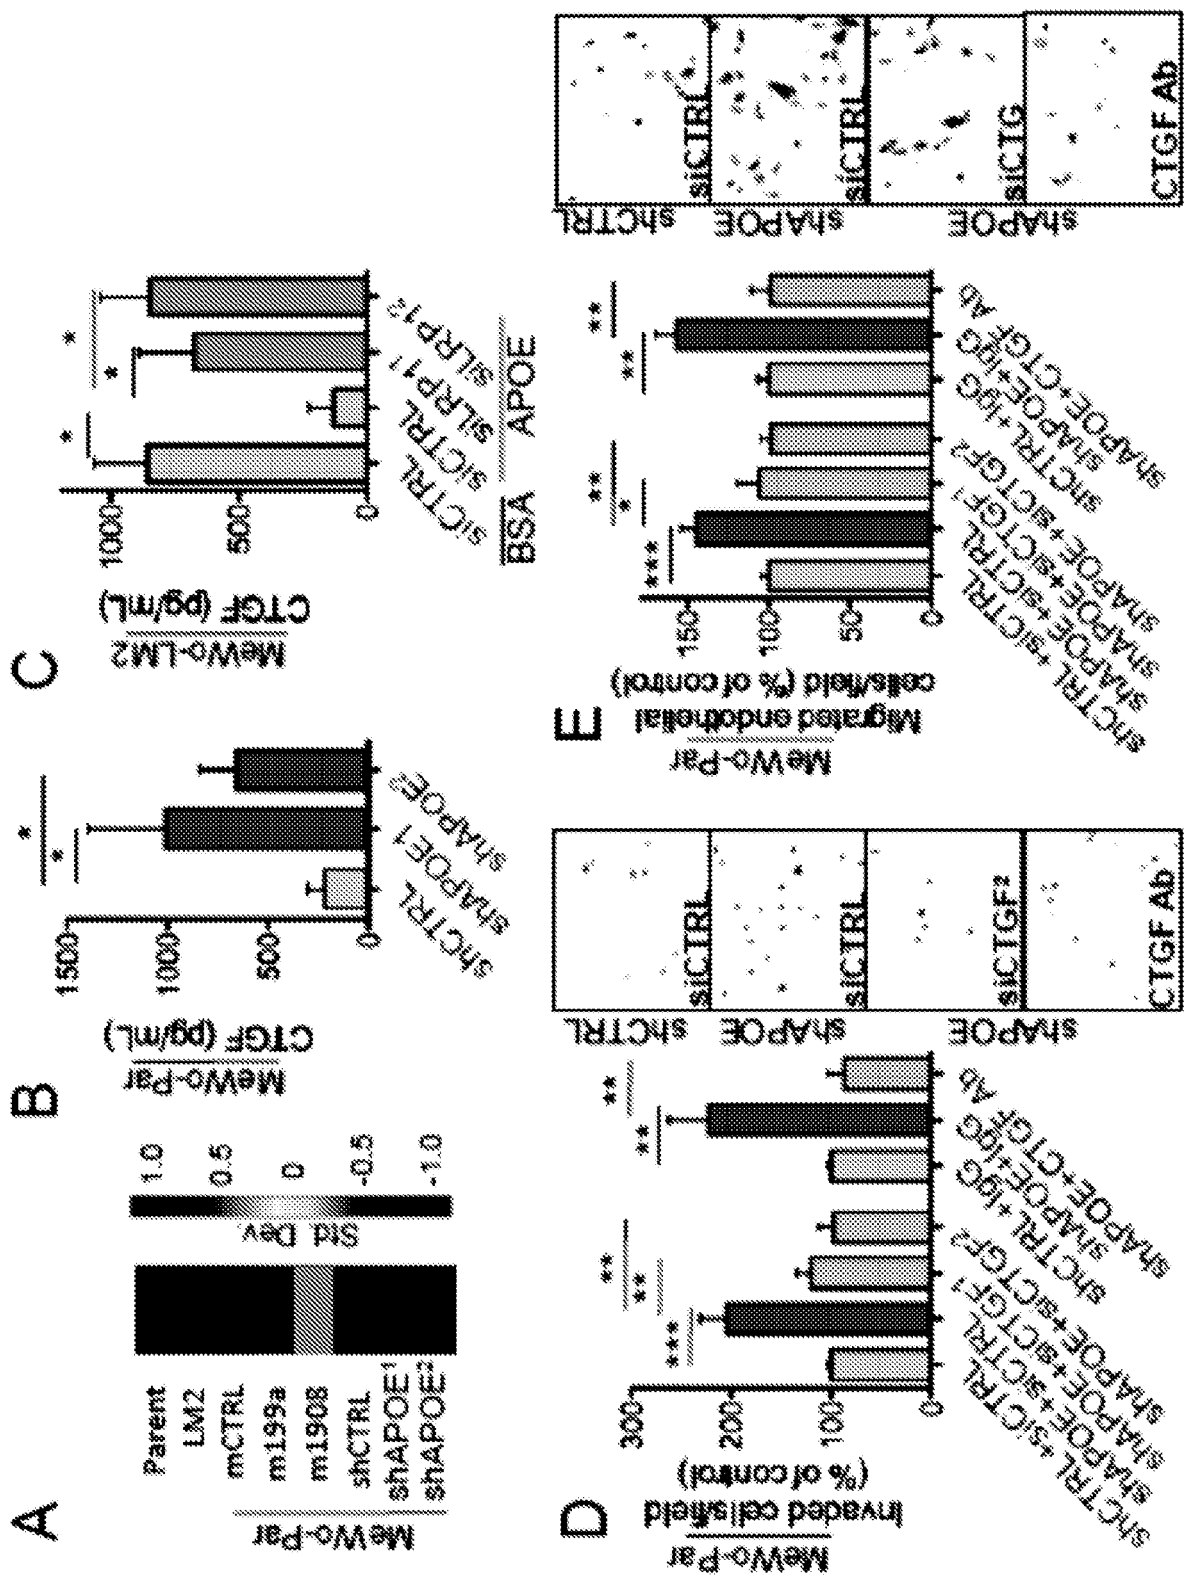 A
Parent
LM2
mCTRL
m199a
m1908
shCTRL
shAPOE¹
shAPOE²
MeWo-Par
1.0
0.5
0
-0.5
-1.0
Std. Dev.
B
MeWo-Par
CTGF (pg/mL)
1500
1000
500
0
shCTRL
shAPOE1
shAPOE²
*
*
C
MeWo-LM2
CTGF (pg/mL)
1000
500
0
siCTRL
siCTRL
SiLRP1¹
SiLRP1²
BSA
APOE
*
*
*
D
MeWo-Par
Invaded cells/field
(% of control)
300
200
100
0
***
**
**
**
**
shCTRL +siCTRL
shAPOE+siCTRL
shAPOE+siCTGF¹
shAPOE+siCTGF²
shCTRL+IgG
shAPOE+IgG
shAPOE+CTGF Ab
shCTRL
siCTRL
shAPOE
siCTRL
shAPOE
siCTGF²
CTGF Ab
shAPOE
E
MeWo-Par
Migrated endothelial
cells/field (% of control)
150
100
50
0
***
*
**
**
**
shCTRL +siCTRL
shAPOE+siCTRL
shAPOE+siCTGF¹
shAPOE+siCTGF²
shCTRL+IgG
shAPOE+IgG
shAPOE+CTGF Ab
shCTRL
siCTRL
shAPOE
siCTRL
shAPOE
siCTG
CTGF Ab
shAPOE